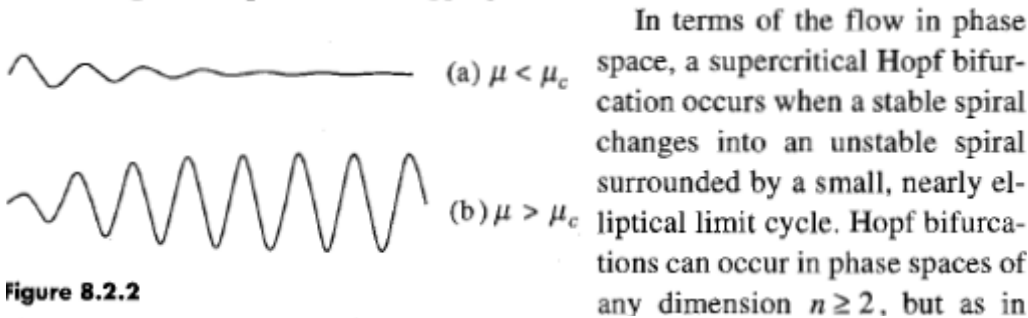 In terms of the flow in phase
space, a supercritical Hopf bifur-
cation occurs when a stable spiral
changes into an unstable spiral
surrounded by a small, nearly el-
liptical limit cycle. Hopf bifurca-
tions can occur in phase spaces of
any dimension n ≥ 2, but as in
(a) μ < μ_c
(b) μ > μ_c
Figure 8.2.2